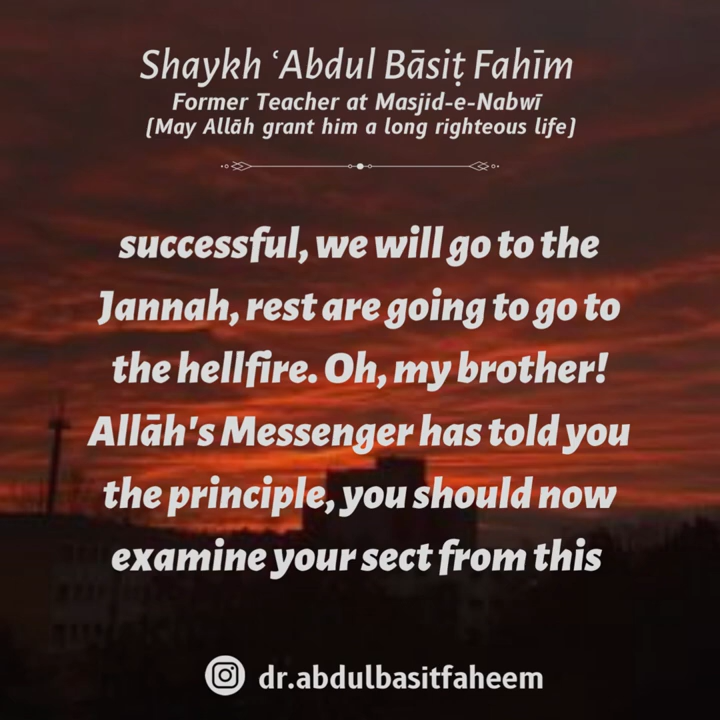 Shaykh ʿAbdul Bāsiṭ Fahīm
Former Teacher at Masjid-e-Nabwī
[May Allāh grant him a long righteous life]
successful, we will go to the
Jannah, rest are going to go to
the hellfire. Oh, my brother!
Allāh's Messenger has told you
the principle, you should now
examine your sect from this
dr.abdulbasitfaheem